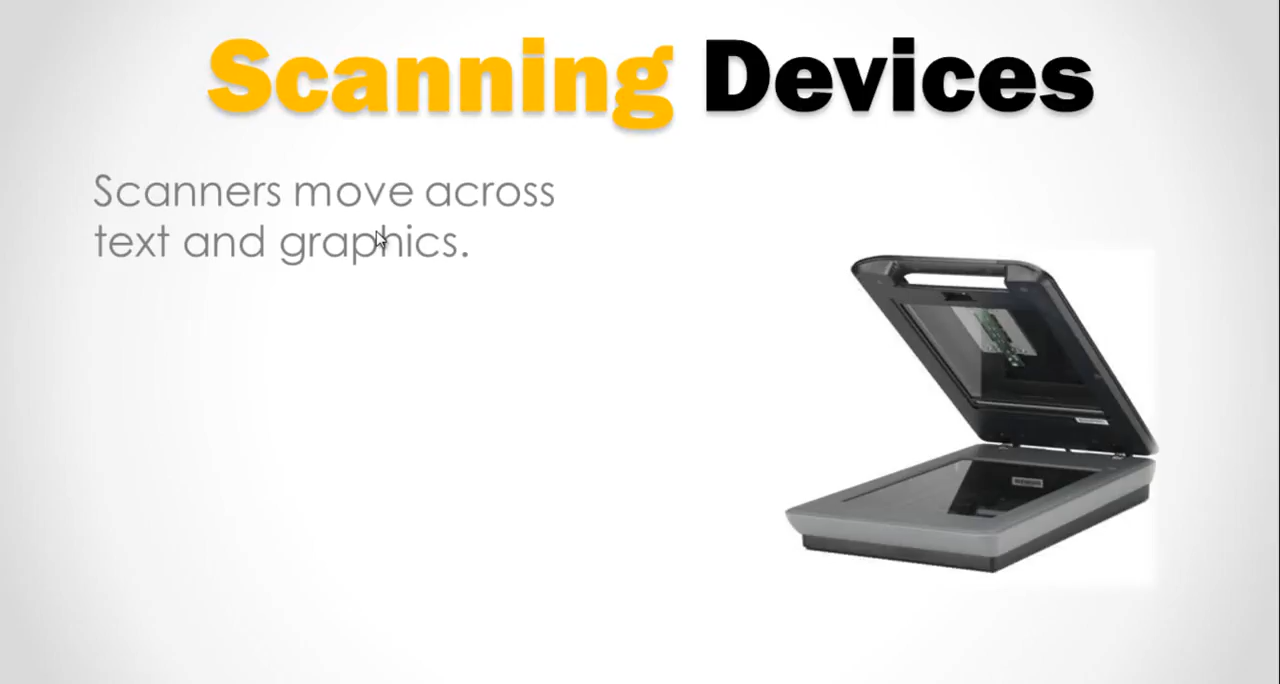 Scanning Devices
Scanners move across
text and graphics.